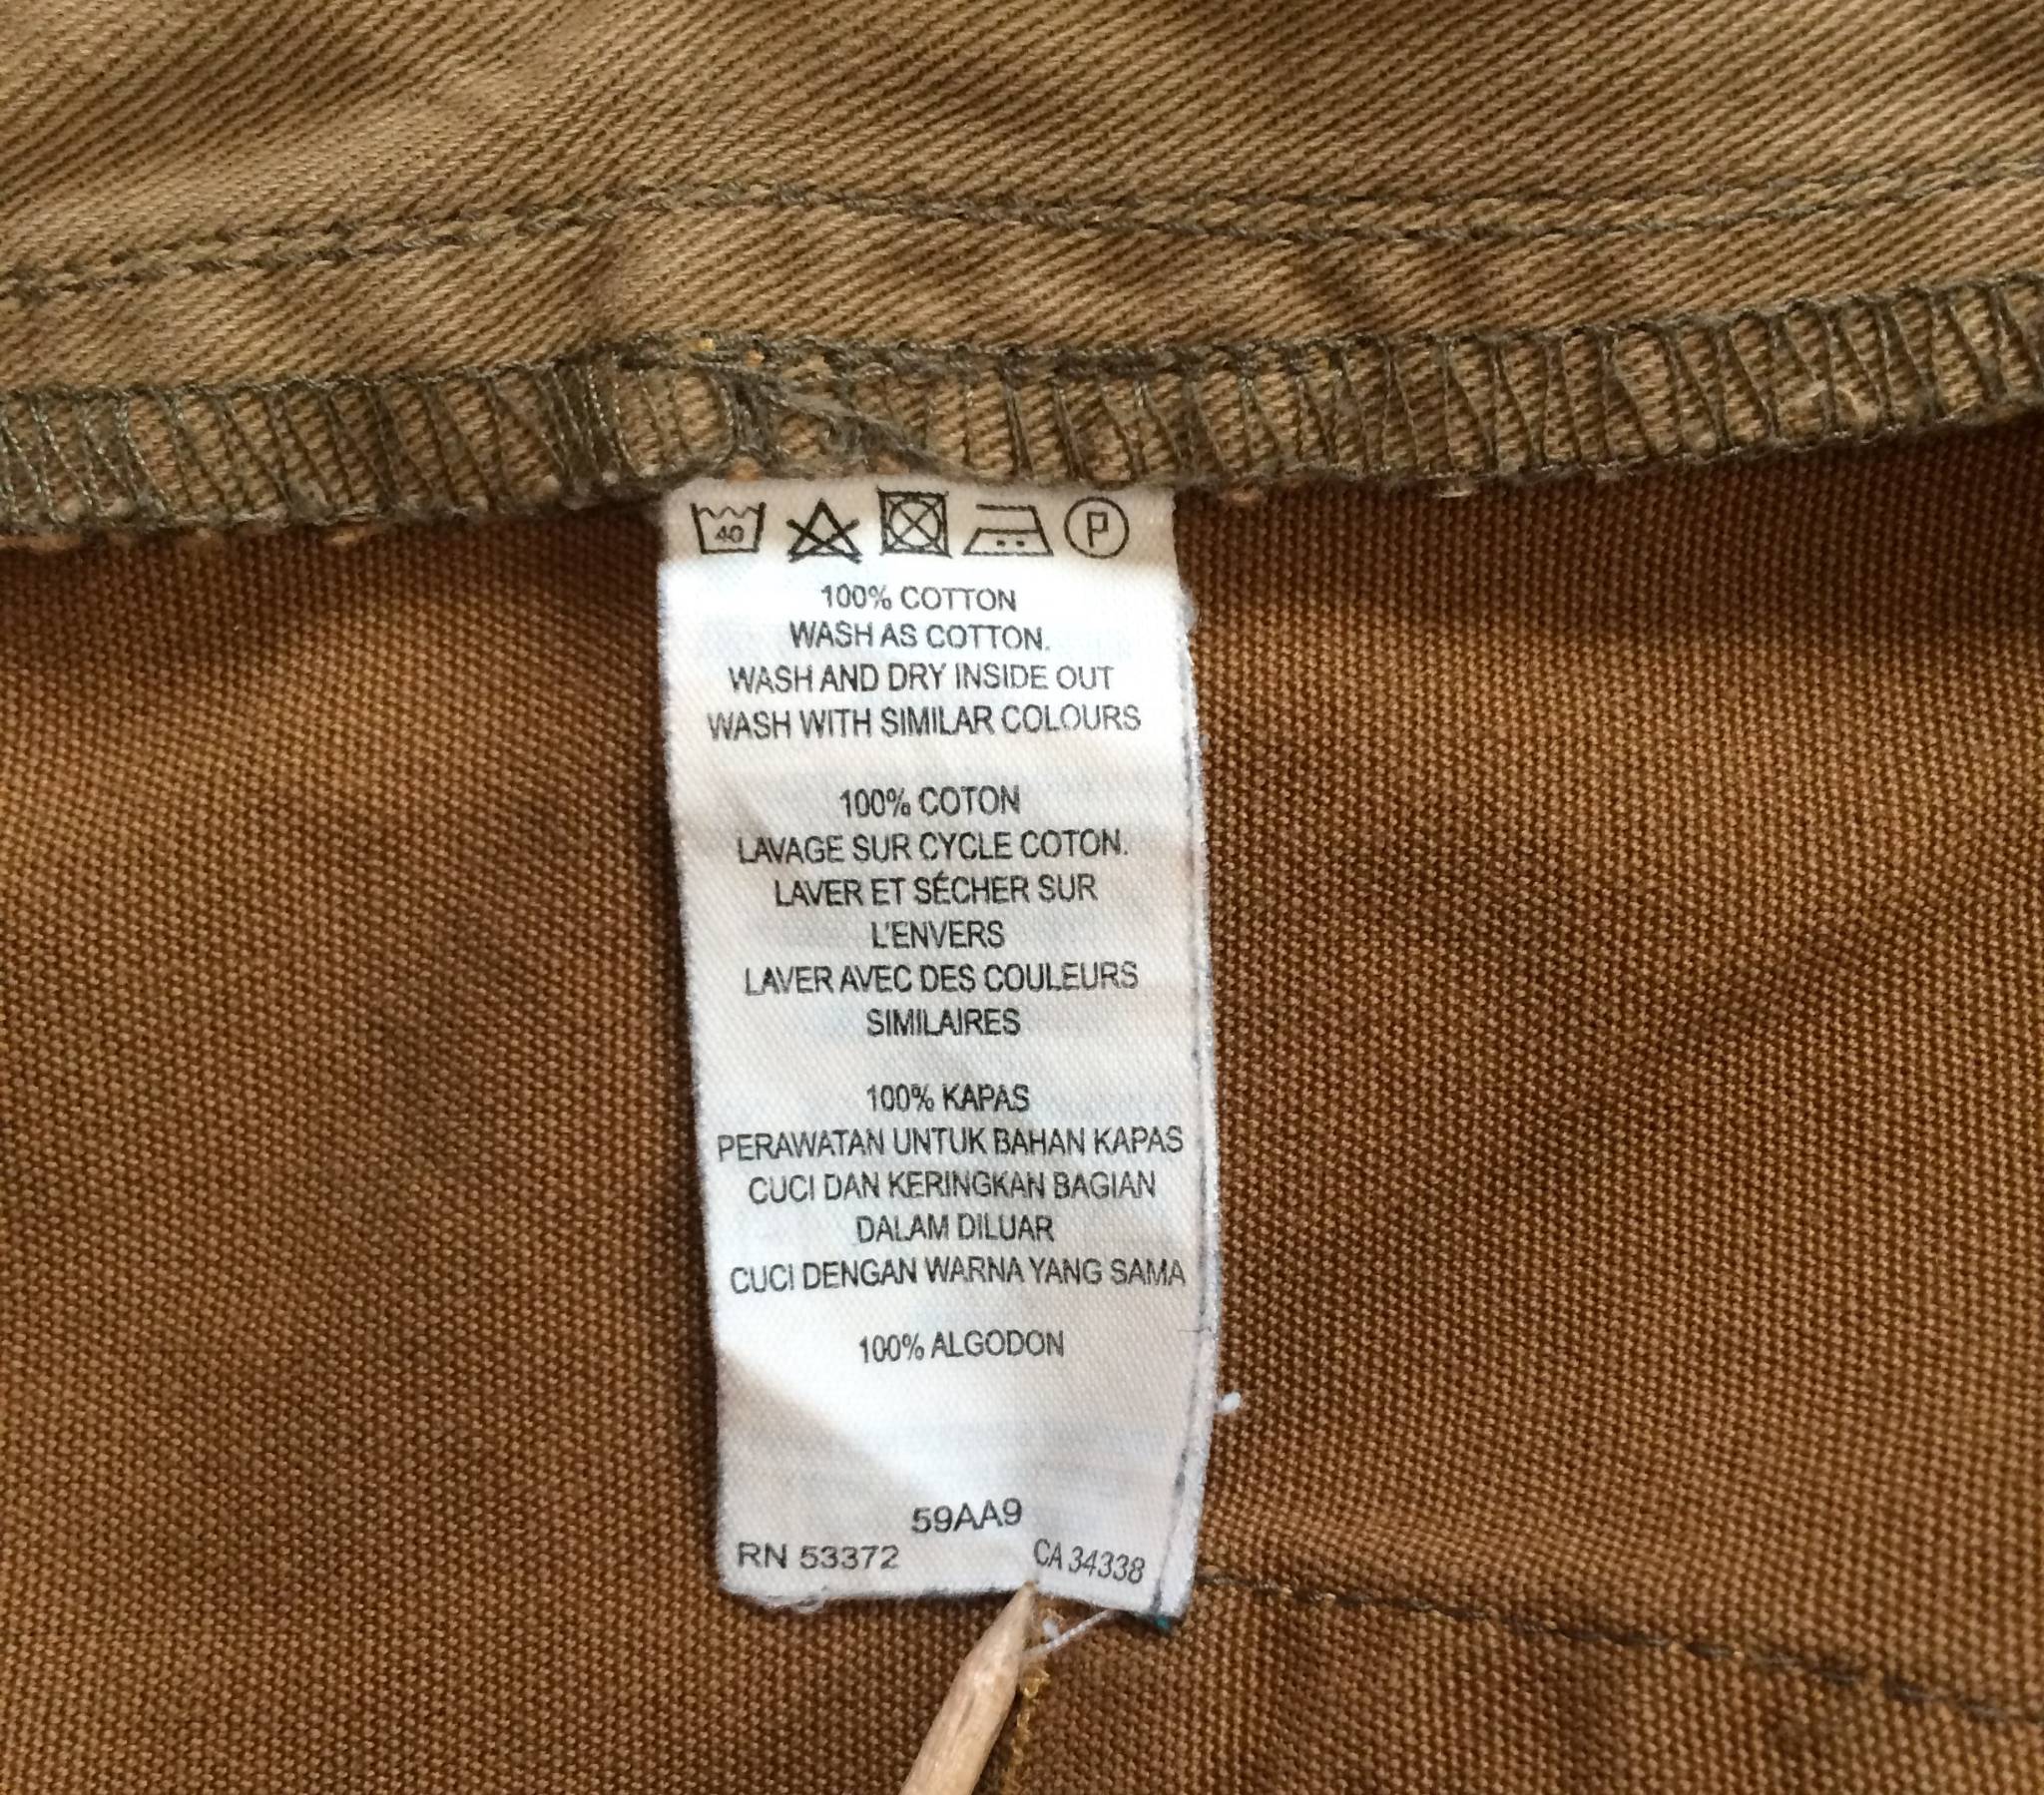 40 P
100% COTTON
WASH AS COTTON.
WASH AND DRY INSIDE OUT
WASH WITH SIMILAR COLOURS
100% COTON
LAVAGE SUR CYCLE COTON.
LAVER ET SÉCHER SUR
L'ENVERS
LAVER AVEC DES COULEURS
SIMILAIRES
100% KAPAS
PERAWATAN UNTUK BAHAN KAPAS
CUCI DAN KERINGKAN BAGIAN
DALAM DILUAR
CUCI DENGAN WARNA YANG SAMA
100% ALGODON
59AA9
RN 53372 CA 34338